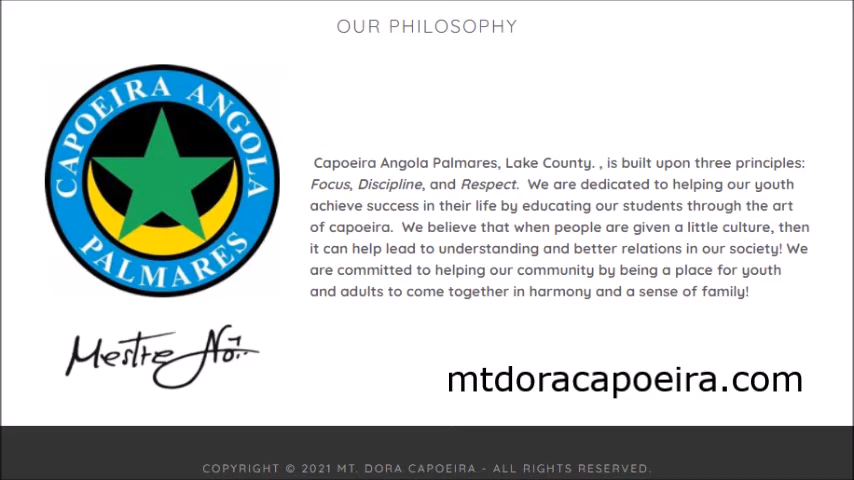 OUR PHILOSOPHY
CAPOEIRA ANGOLA
PALMARES
Capoeira Angola Palmares, Lake County. , is built upon three principles:
Focus, Discipline, and Respect. We are dedicated to helping our youth
achieve success in their life by educating our students through the art
of capoeira. We believe that when people are given a little culture, then
it can help lead to understanding and better relations in our society! We
are committed to helping our community by being a place for youth
and adults to come together in harmony and a sense of family!
Mestre Nô..
mtdoracapoeira.com
COPYRIGHT © 2021 MT. DORA CAPOEIRA - ALL RIGHTS RESERVED.